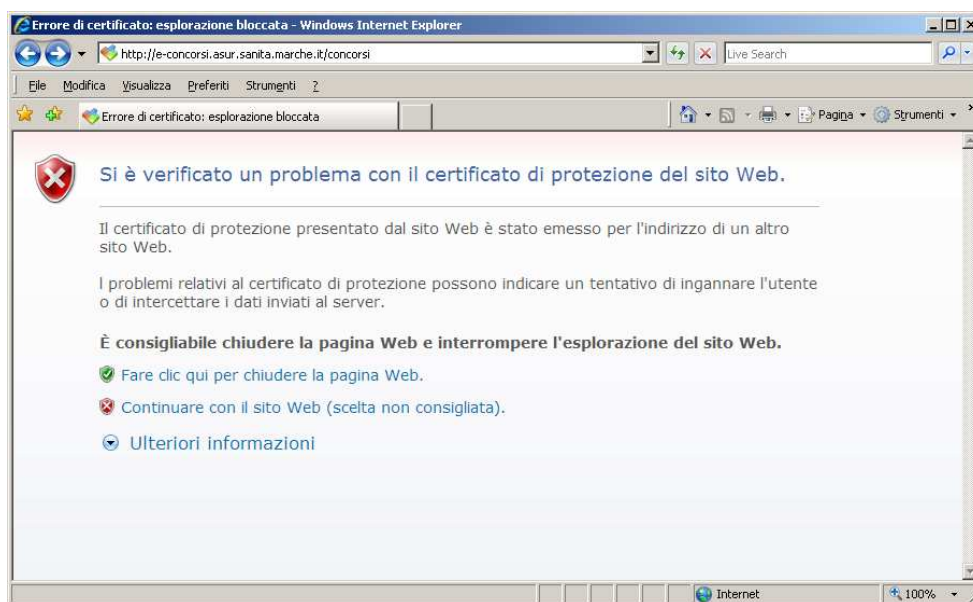 Errore di certificato: esplorazione bloccata - Windows Internet Explorer
http://e-concorsi.asur.sanita.marche.it/concorsi
Live Search
File Modifica Visualizza Preferiti Strumenti ?
Errore di certificato: esplorazione bloccata
Pagina
Strumenti
Si è verificato un problema con il certificato di protezione del sito Web.
Il certificato di protezione presentato dal sito Web è stato emesso per l'indirizzo di un altro
sito Web.
I problemi relativi al certificato di protezione possono indicare un tentativo di ingannare l'utente
o di intercettare i dati inviati al server.
È consigliabile chiudere la pagina Web e interrompere l'esplorazione del sito Web.
Fare clic qui per chiudere la pagina Web.
Continuare con il sito Web (scelta non consigliata).
Ulteriori informazioni
Internet
100%